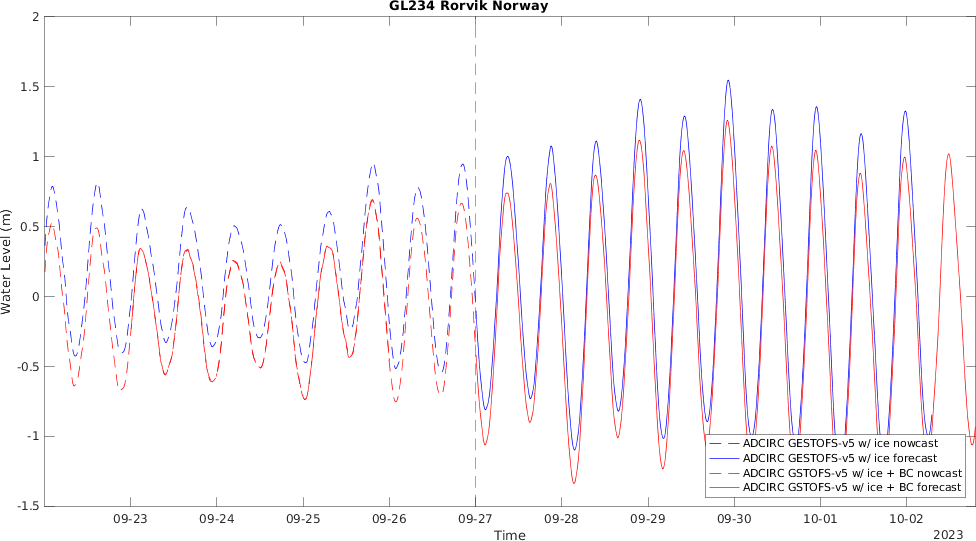 GL234 Rorvik Norway
2
1.5
1
0.5
0
-0.5
-1
-1.5
Water Level (m)
09-23
09-24
09-25
09-26
09-27
09-28
09-29
09-30
10-01
10-02
Time
2023
ADCIRC GESTOFS-v5 w/ ice nowcast
ADCIRC GESTOFS-v5 w/ ice forecast
ADCIRC GSTOFS-v5 w/ ice + BC nowcast
ADCIRC GSTOFS-v5 w/ ice + BC forecast